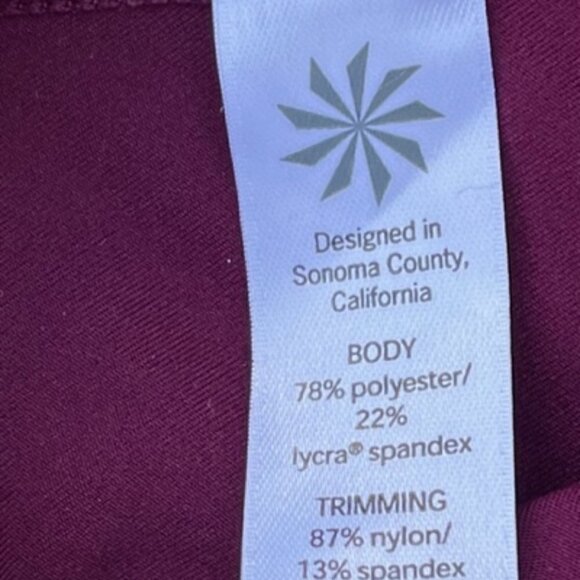 Designed in
Sonoma County,
California
BODY
78% polyester/
22%
lycra® spandex
TRIMMING
87% nylon/
13% spandex